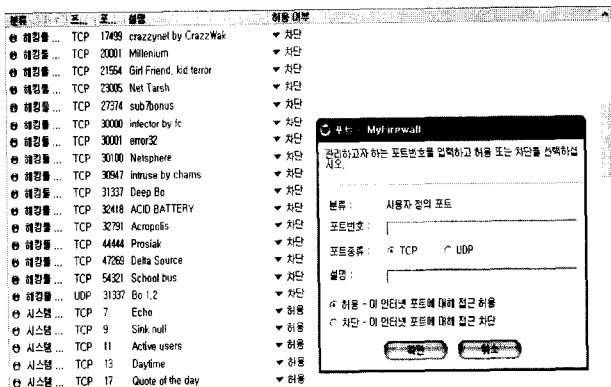 분류 프... 포... 설명 허용 여부
해킹툴 ... TCP 17499 crazzynet by CrazzWak 차단
해킹툴 ... TCP 20001 Millenium 차단
해킹툴 ... TCP 21554 Girl Friend, kid terror 차단
해킹툴 ... TCP 23005 Net Tarsh 차단
해킹툴 ... TCP 27374 sub7bonus 차단
해킹툴 ... TCP 30000 infector by fc 차단
해킹툴 ... TCP 30001 error32 차단
해킹툴 ... TCP 30100 Netsphere 차단
해킹툴 ... TCP 30947 intruse by chams 차단
해킹툴 ... TCP 31337 Deep Bo 차단
해킹툴 ... TCP 32418 ACID BATTERY 차단
해킹툴 ... TCP 32791 Acropolis 차단
해킹툴 ... TCP 44444 Prosiak 차단
해킹툴 ... TCP 47269 Delta Source 차단
해킹툴 ... TCP 54321 School bus 차단
해킹툴 ... UDP 31337 Bo 1,2 차단
시스템 ... TCP 7 Echo 허용
시스템 ... TCP 9 Sink null 허용
시스템 ... TCP 11 Active users 허용
시스템 ... TCP 13 Daytime 허용
시스템 ... TCP 17 Quote of the day 허용
포트 - MyFirewall
관리하고자 하는 포트번호를 입력하고 허용 또는 차단을 선택하십
시오.
분류 : 사용자 정의 포트
포트번호 :
포트종류 : TCP UDP
설명 :
허용 - 이 인터넷 포트에 대해 접근 허용
차단 - 이 인터넷 포트에 대해 접근 차단
확인 취소